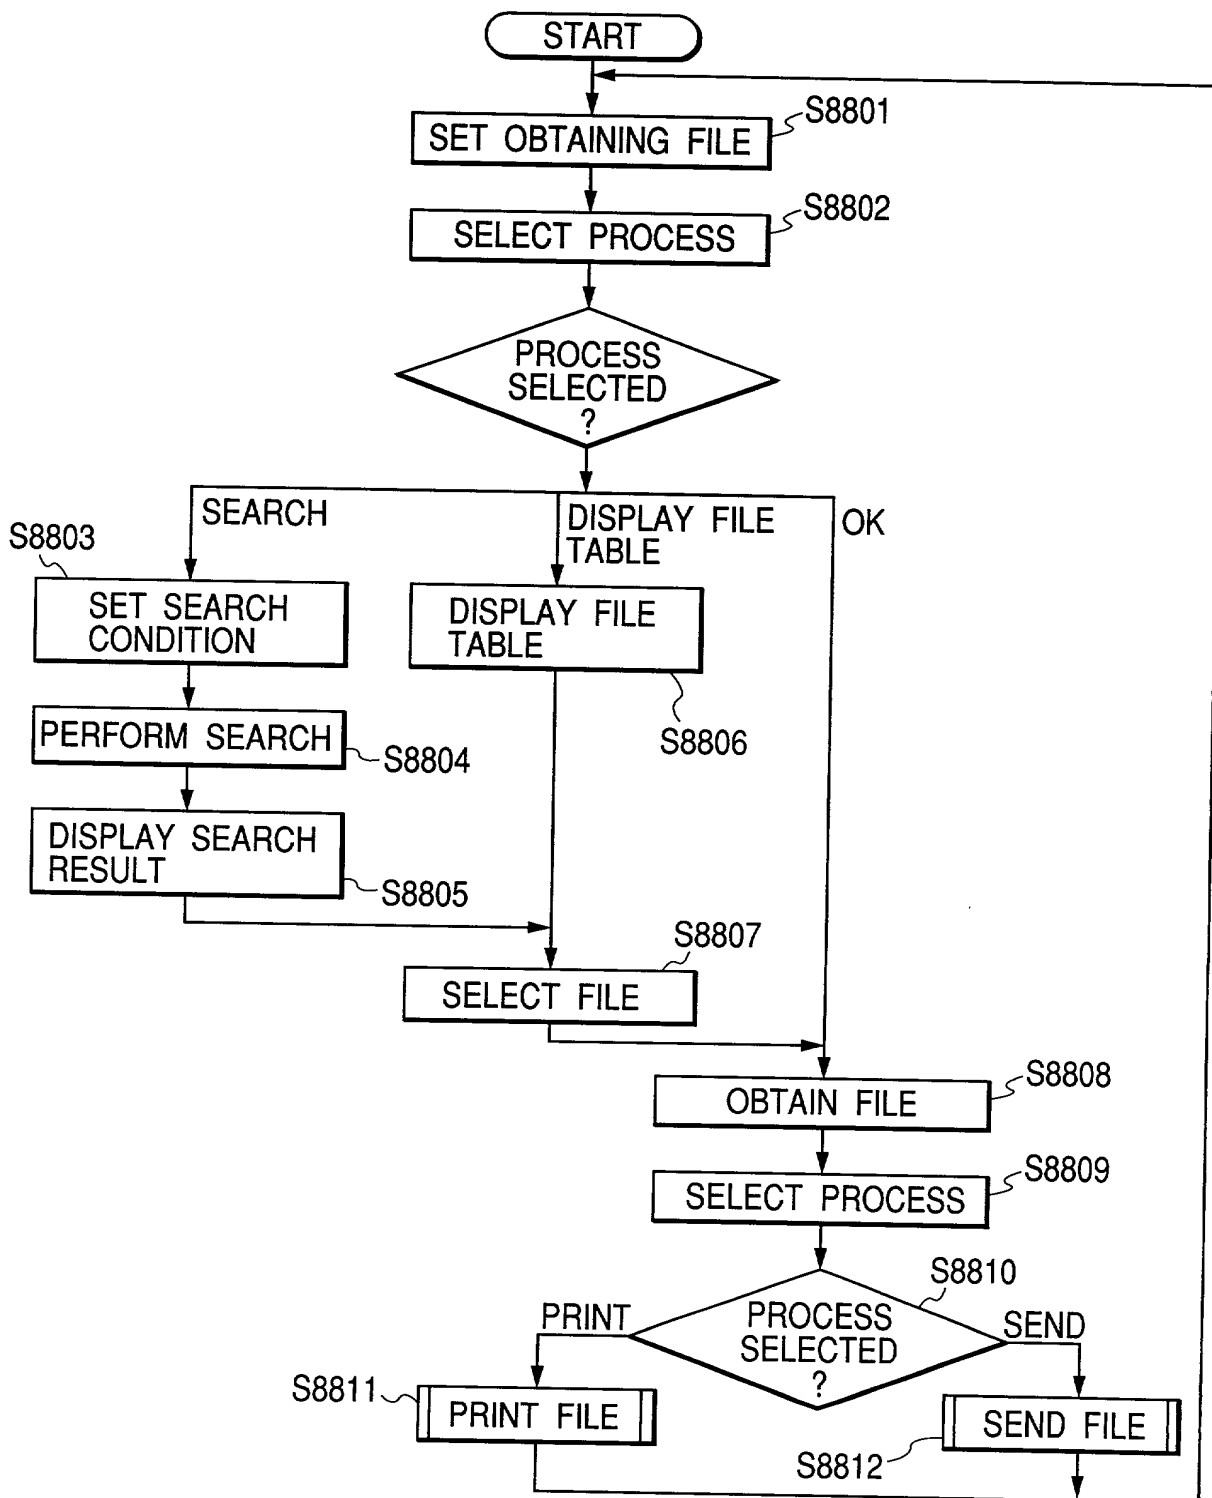 START
S8801
SET OBTAINING FILE
S8802
SELECT PROCESS
PROCESS
SELECTED
?
SEARCH
DISPLAY FILE
TABLE
OK
S8803
SET SEARCH
CONDITION
DISPLAY FILE
TABLE
PERFORM SEARCH
S8804
S8806
DISPLAY SEARCH
RESULT
S8805
S8807
SELECT FILE
S8808
OBTAIN FILE
S8809
SELECT PROCESS
S8810
PRINT
PROCESS
SELECTED
?
SEND
S8811
PRINT FILE
SEND FILE
S8812